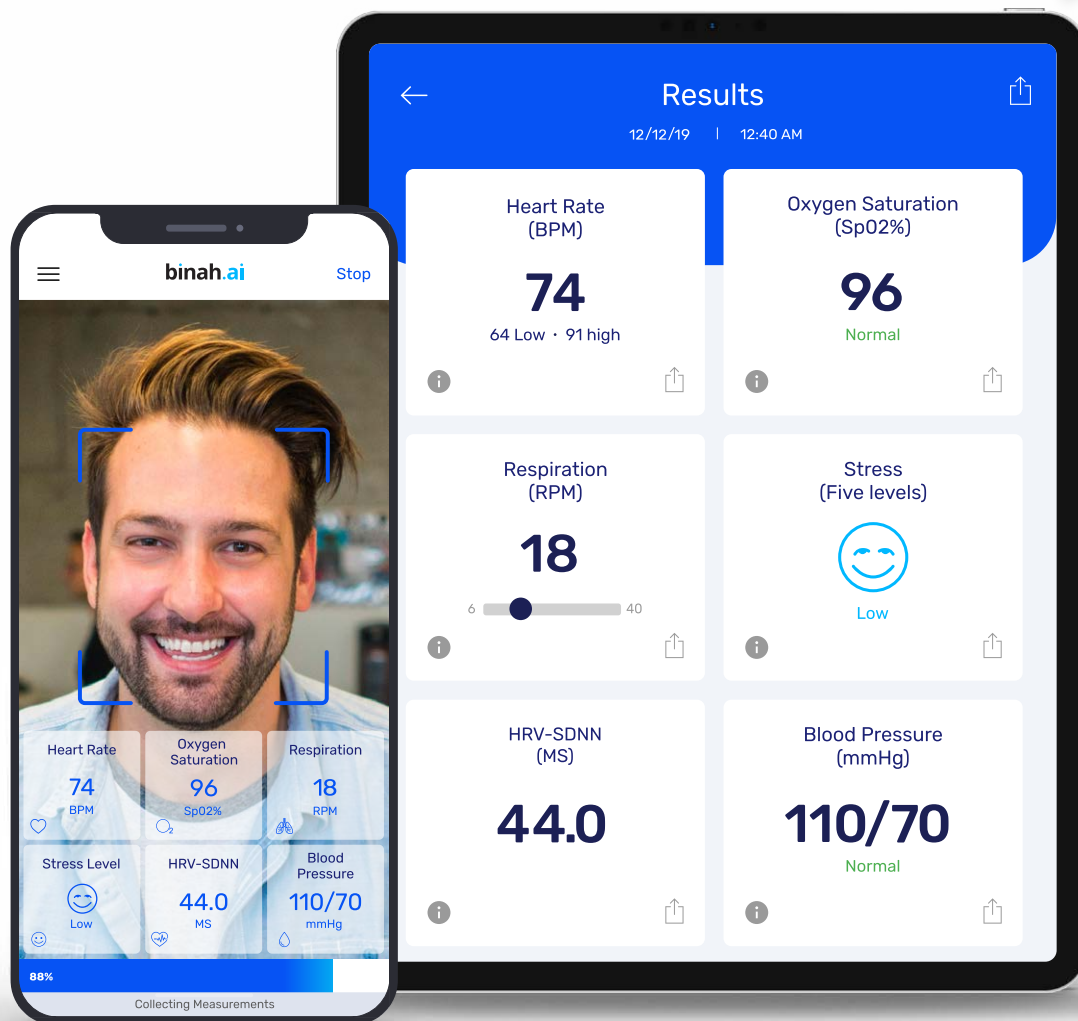 binah.ai
Stop
Heart Rate
74
BPM
Oxygen
Saturation
96
Sp02%
O2
Respiration
18
RPM
Stress Level
Low
HRV-SDNN
44.0
MS
Blood
Pressure
110/70
mmHg
88%
Collecting Measurements
Results
12/12/19 | 12:40 AM
Heart Rate
(BPM)
74
64 Low · 91 high
i
Oxygen Saturation
(Sp02%)
96
Normal
i
Respiration
(RPM)
18
6 40
i
Stress
(Five levels)
Low
i
HRV-SDNN
(MS)
44.0
i
Blood Pressure
(mmHg)
110/70
Normal
i